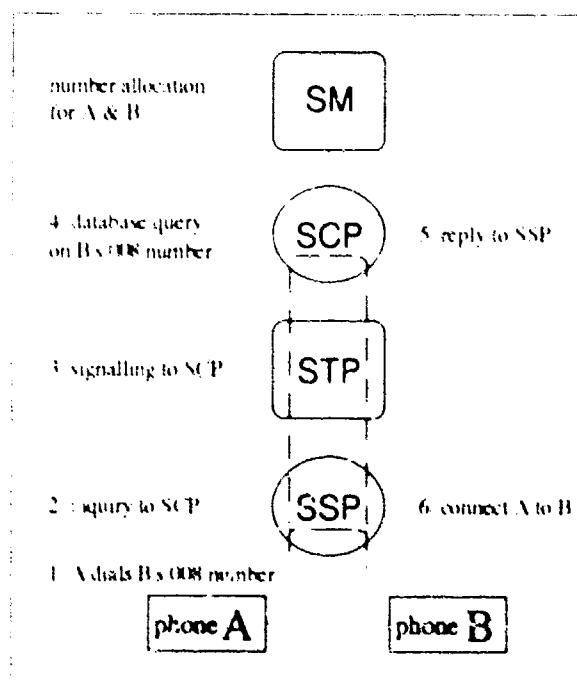 number allocation
for A & B
SM
4. database query
on B's 008 number
SCP
5. reply to SSP
3. signalling to SCP
STP
2. inquiry to SCP
SSP
6. connect A to B
1. A dials B's 008 number
phone A
phone B